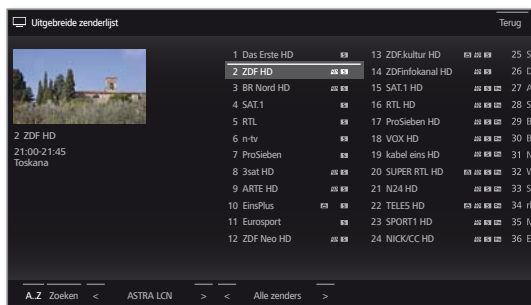 Uitgebreide zenderlijst
Terug
2 ZDF HD
21:00-21:45
Toskana
1 Das Erste HD
2 ZDF HD
3 BR Nord HD
4 SAT.1
5 RTL
6 n-tv
7 ProSieben
8 3sat HD
9 ARTE HD
10 EinsPlus
11 Eurosport
12 ZDF Neo HD
13 ZDF.kultur HD
14 ZDFinfokanal HD
15 SAT.1 HD
16 RTL HD
17 ProSieben HD
18 VOX HD
19 kabel eins HD
20 SUPER RTL HD
21 N24 HD
22 TELE5 HD
23 SPORT1 HD
24 NICK/CC HD
25 S
26
27 A
28 S
29 B
30 B
31 N
32
33 S
34 rl
35
36 E
A..Z Zoeken < ASTRA LCN > < Alle zenders >